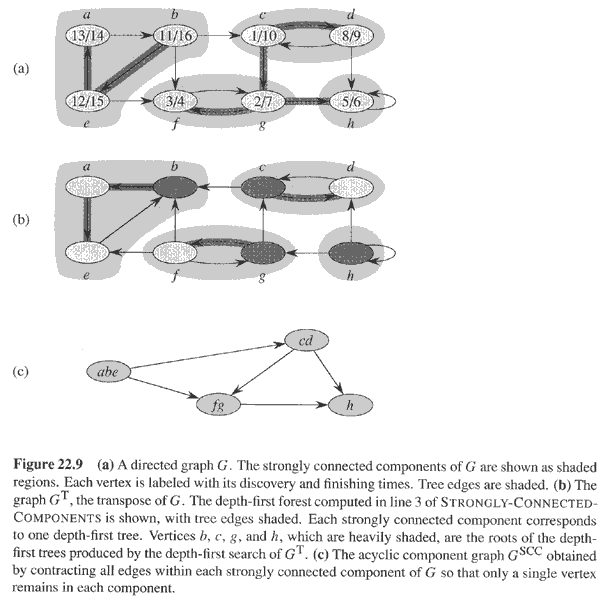 a b c d
(a) 13/14 11/16 1/10 8/9
12/15 3/4 2/7 5/6
e f g h
a b c d
(b)
e f g h
cd
(c) abe
fg h
Figure 22.9 (a) A directed graph G. The strongly connected components of G are shown as shaded
regions. Each vertex is labeled with its discovery and finishing times. Tree edges are shaded. (b) The
graph Gᵀ, the transpose of G. The depth-first forest computed in line 3 of STRONGLY-CONNECTED-
COMPONENTS is shown, with tree edges shaded. Each strongly connected component corresponds
to one depth-first tree. Vertices b, c, g, and h, which are heavily shaded, are the roots of the depth-
first trees produced by the depth-first search of Gᵀ. (c) The acyclic component graph Gˢᶜᶜ obtained
by contracting all edges within each strongly connected component of G so that only a single vertex
remains in each component.